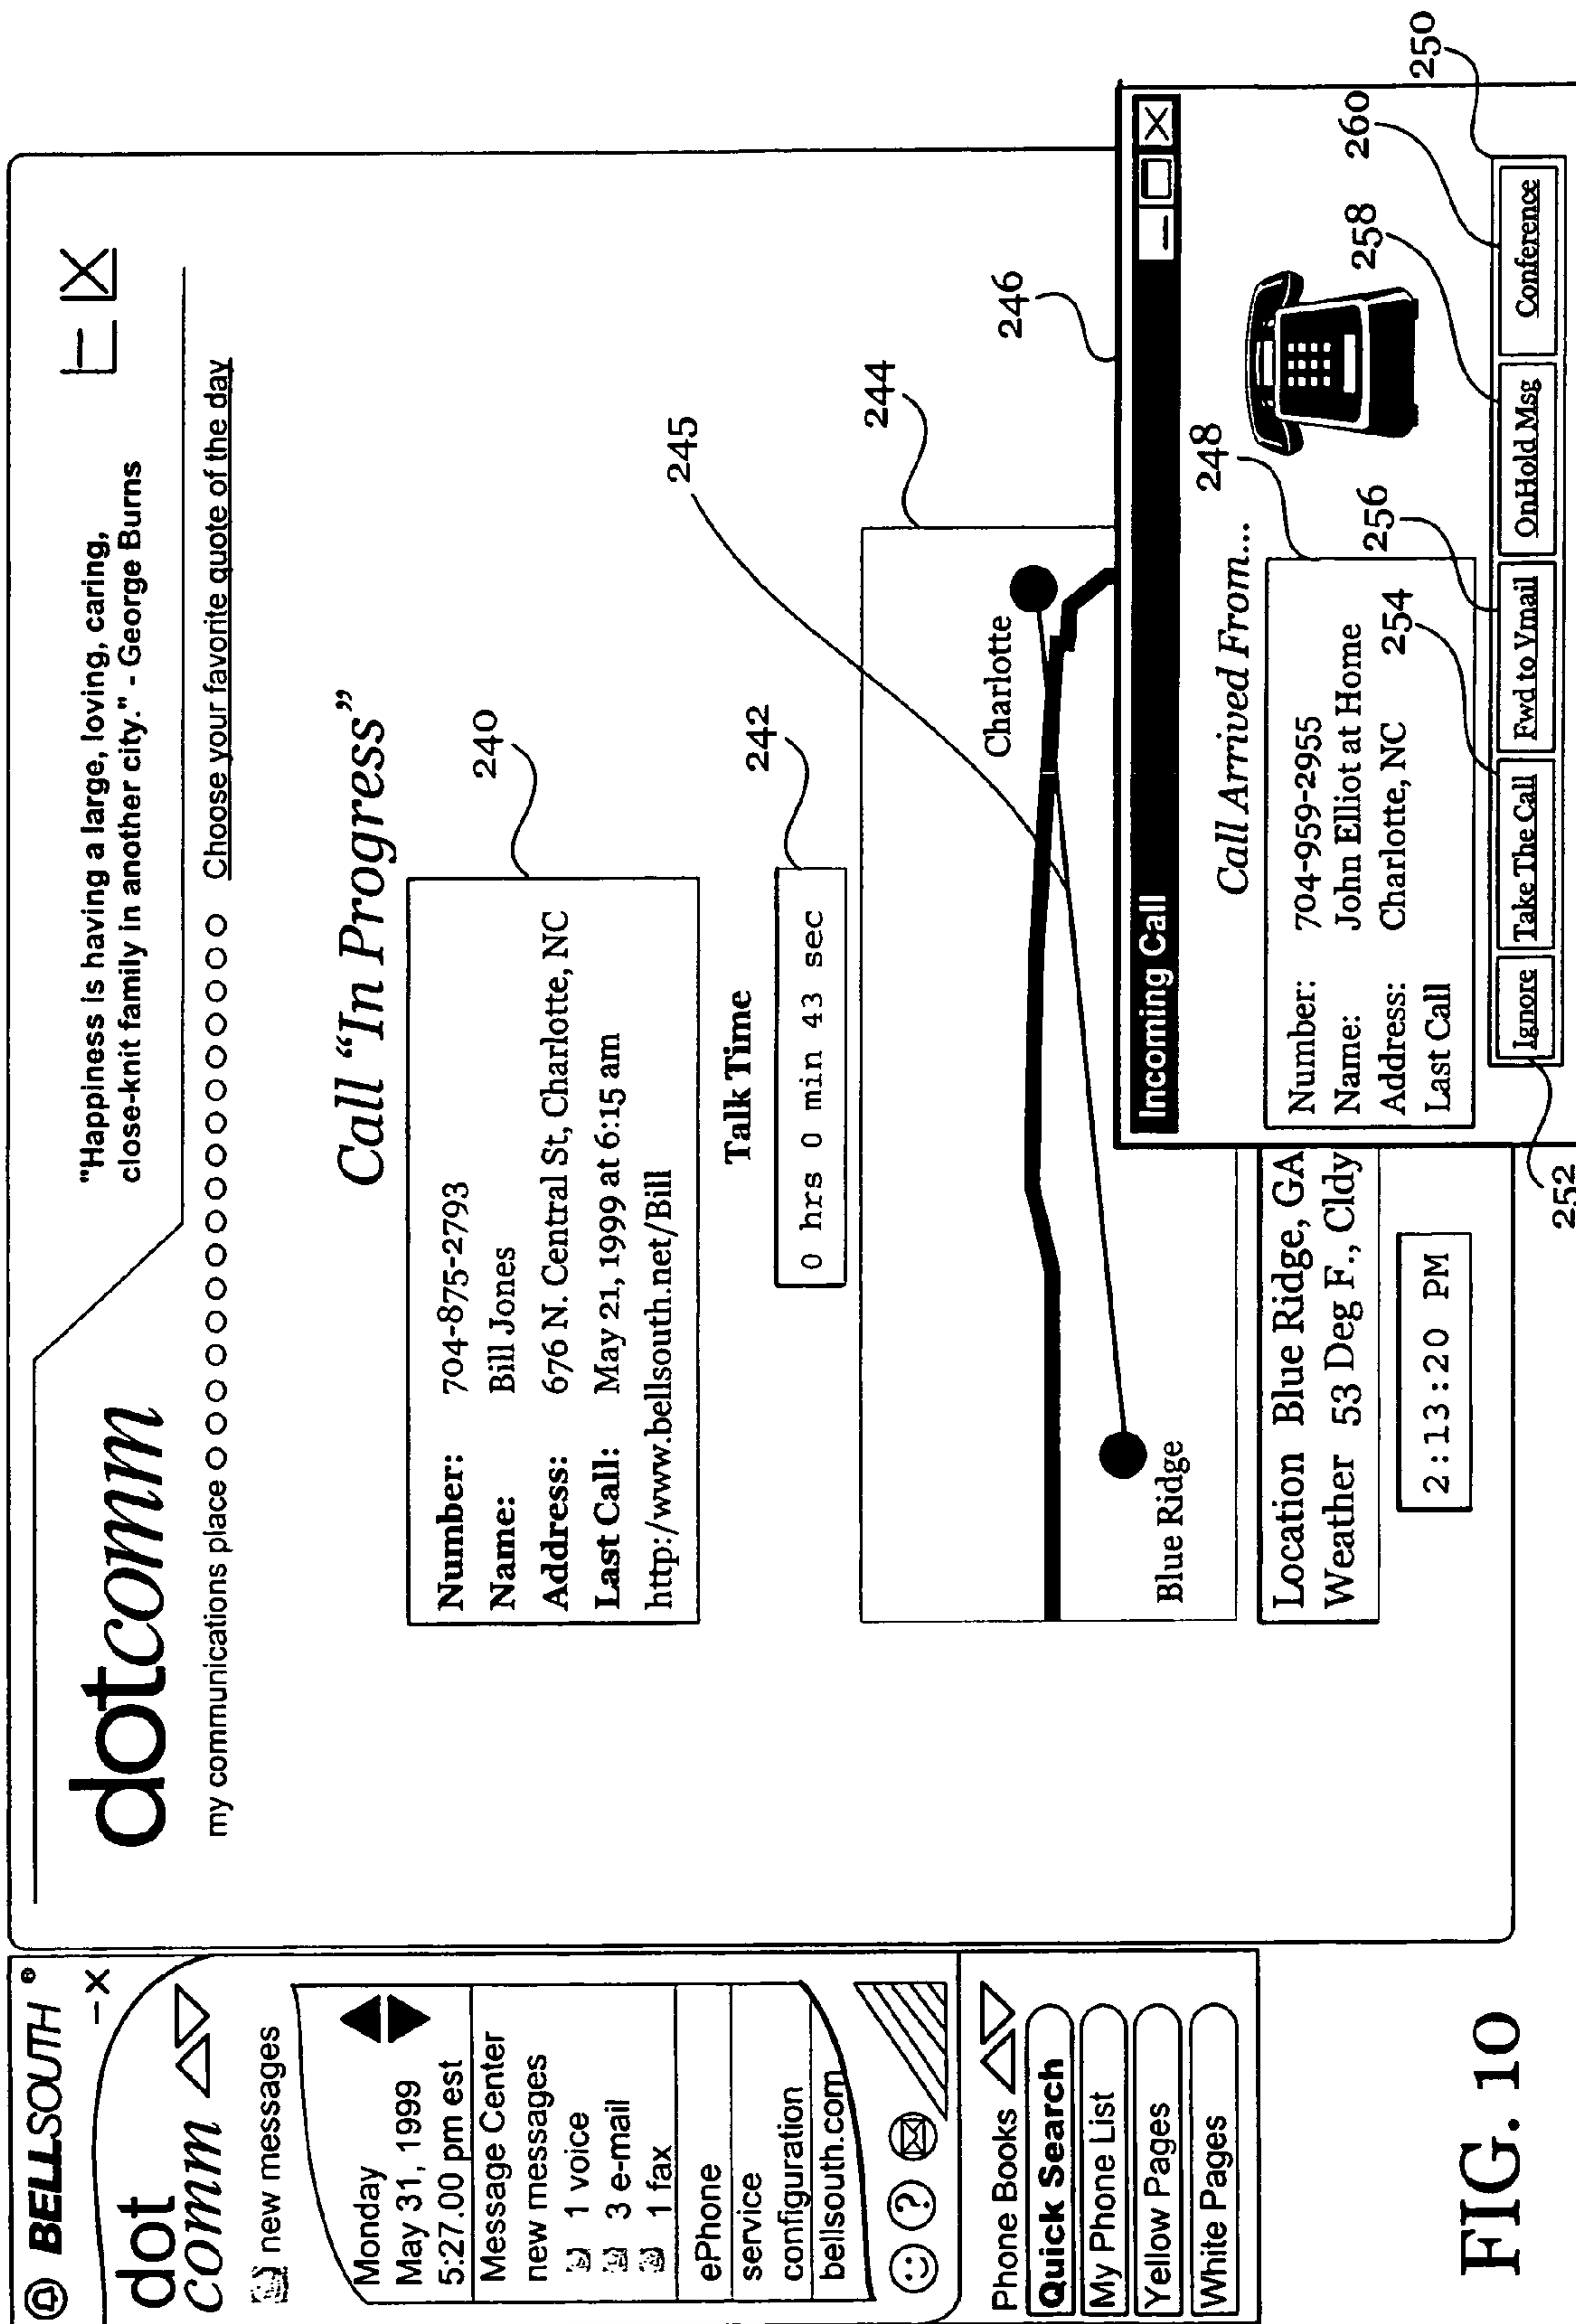 BELLSOUTH ®
– X
dot
comm
new messages
Monday
May 31, 1999
5:27.00 pm est
Message Center
new messages
1 voice
3 e-mail
1 fax
ePhone
service
configuration
bellsouth.com
?
Phone Books
Quick Search
My Phone List
Yellow Pages
White Pages
dotcomm
"Happiness is having a large, loving, caring,
close-knit family in another city." - George Burns
my communications place
Choose your favorite quote of the day
Call “In Progress”
Number: 704-875-2793
Name: Bill Jones
Address: 676 N. Central St, Charlotte, NC
Last Call: May 21, 1999 at 6:15 am
http:/www.bellsouth.net/Bill
240
Talk Time
0 hrs 0 min 43 sec
242
245
244
Charlotte
Blue Ridge
246
Location Blue Ridge, GA
Weather 53 Deg F., Cldy
2:13:20 PM
Incoming Call
Call Arrived From...
248
Number: 704-959-2955
Name: John Elliot at Home
Address: Charlotte, NC
Last Call
254
256
258
260
250
Ignore
Take The Call
Fwd to Vmail
OnHold Msg
Conference
252
FIG. 10